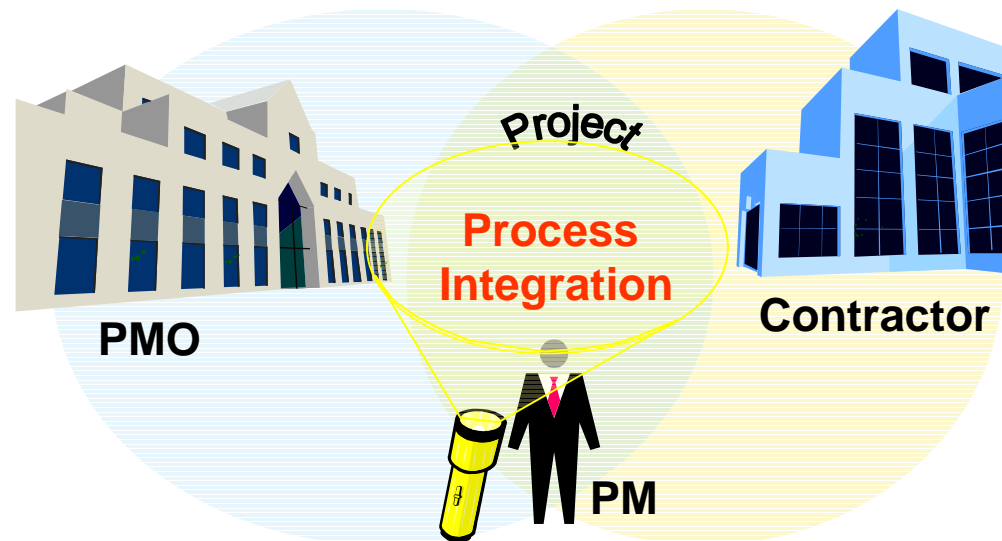 Project
Process
Integration
PMO
Contractor
PM